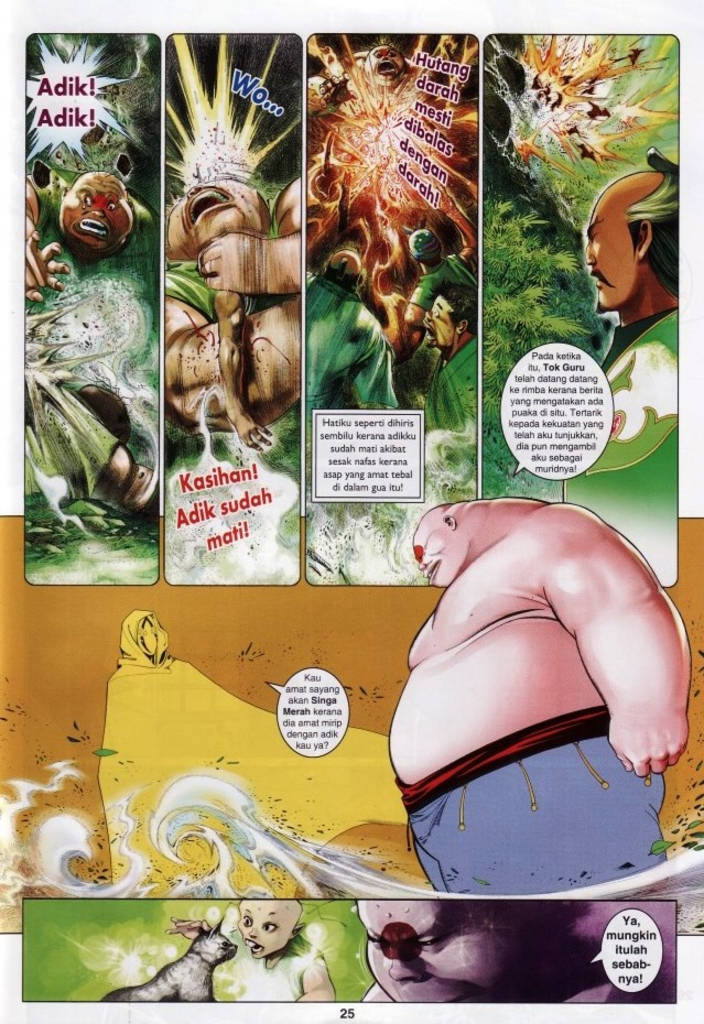 Adik!
Adik!
Wo...
Kasihan!
Adik sudah
mati!
Hutang
darah
mesti
dibalas
dengan
darah!
Hatiku seperti dihiris
sembilu kerana adikku
sudah mati akibat
sesak nafas kerana
asap yang amat tebal
di dalam gua itu!
Pada ketika
itu, Tok Guru
telah datang datang
ke rimba kerana berita
yang mengatakan ada
puaka di situ. Tertarik
kepada kekuatan yang
telah aku tunjukkan,
dia pun mengambil
aku sebagai
muridnya!
Kau
amat sayang
akan Singa
Merah kerana
dia amat mirip
dengan adik
kau ya?
Ya,
mungkin
itulah
sebab-
nya!
25